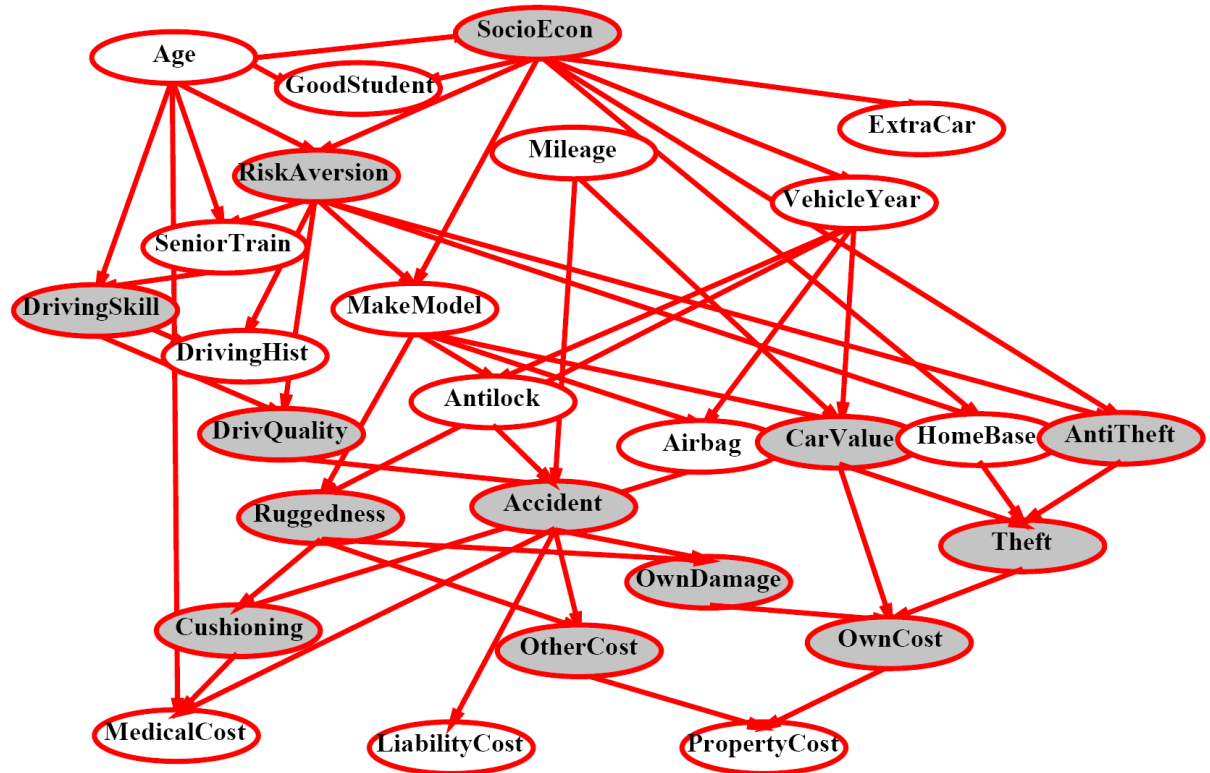 SocioEcon
Age
GoodStudent
ExtraCar
Mileage
RiskAversion
VehicleYear
SeniorTrain
DrivingSkill
MakeModel
DrivingHist
Antilock
DrivQuality
Airbag
CarValue
HomeBase
AntiTheft
Accident
Ruggedness
Theft
OwnDamage
Cushioning
OtherCost
OwnCost
MedicalCost
LiabilityCost
PropertyCost